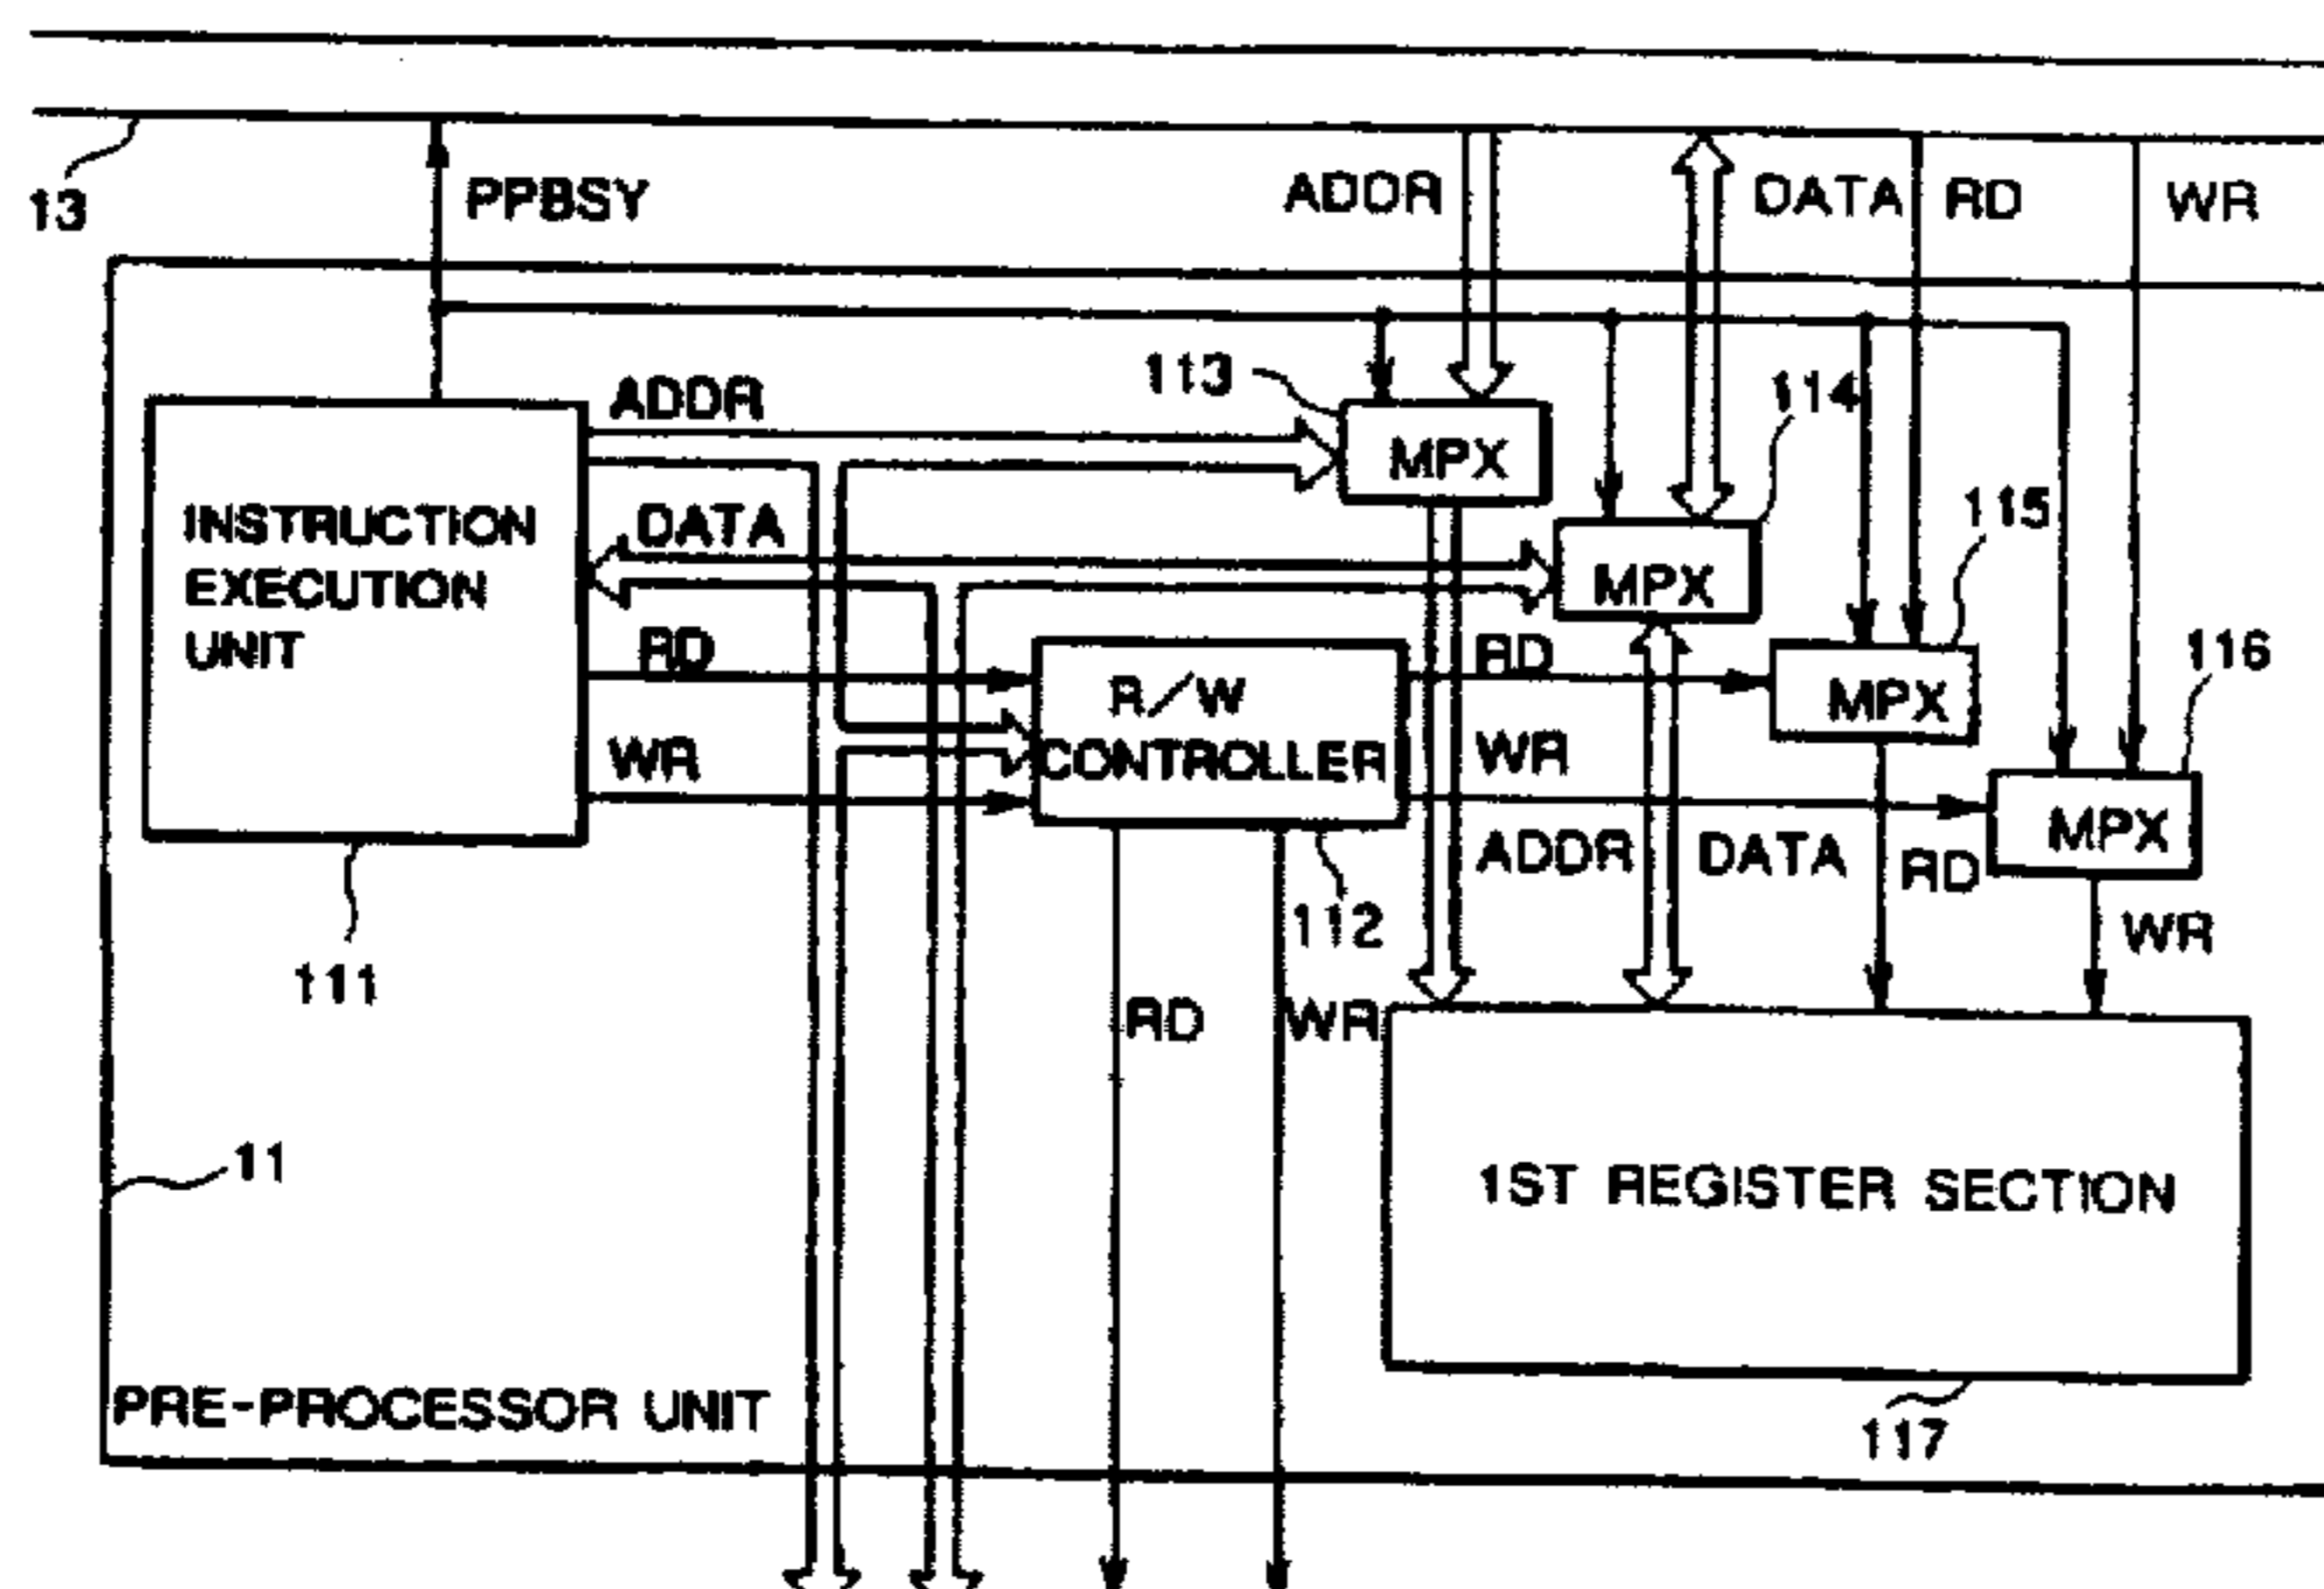 13
PPBSY
ADDR
DATA
RD
WR
ADDR
113
114
INSTRUCTION
EXECUTION
UNIT
MPX
DATA
115
MPX
RD
R/W
CONTROLLER
RD
MPX
116
WR
WR
MPX
ADDR
DATA
RD
WR
112
111
RD
WR
11
1ST REGISTER SECTION
PRE-PROCESSOR UNIT
117